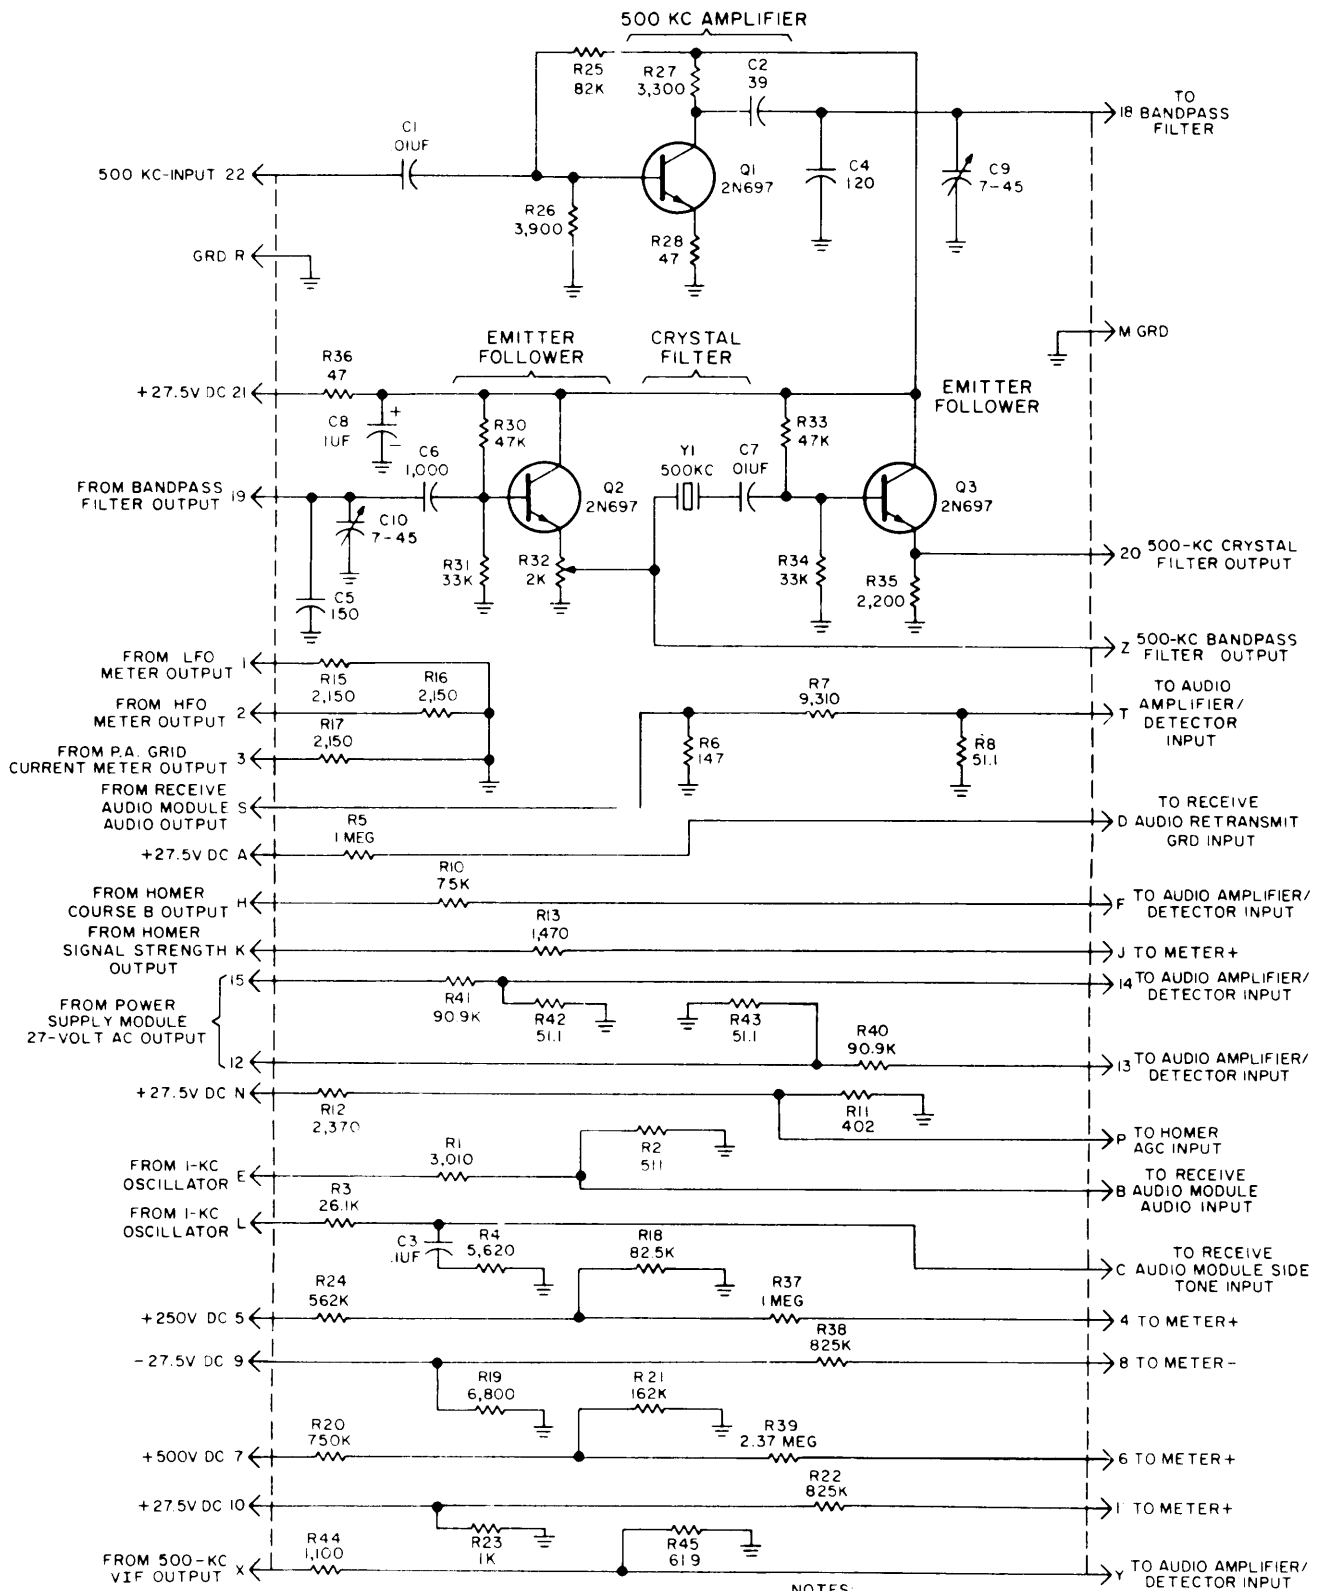 500 KC AMPLIFIER
R25
82K
R27
3,300
C2
39
18 TO
BANDPASS
FILTER
C1
.01UF
500 KC-INPUT 22
Q1
2N697
C4
120
C9
7-45
R26
3,900
R28
47
GRD R
M GRD
EMITTER
FOLLOWER
CRYSTAL
FILTER
R36
47
+27.5V DC 21
EMITTER
FOLLOWER
C8
1UF
+
-
R30
47K
R33
47K
C6
1,000
Y1
500KC
C7
.01UF
FROM BANDPASS
FILTER OUTPUT 19
Q2
2N697
Q3
2N697
C10
7-45
R31
33K
R32
2K
R34
33K
R35
2,200
20 500-KC CRYSTAL
FILTER OUTPUT
C5
150
Z 500-KC BANDPASS
FILTER OUTPUT
FROM LFO
METER OUTPUT 1
R15
2,150
R16
2,150
FROM HFO
METER OUTPUT 2
R7
9,310
T TO AUDIO
AMPLIFIER/
DETECTOR
INPUT
R17
2,150
FROM P.A. GRID
CURRENT METER OUTPUT 3
R6
147
R8
51.1
FROM RECEIVE
AUDIO MODULE S
AUDIO OUTPUT
TO RECEIVE
D AUDIO RETRANSMIT
GRD INPUT
R5
1 MEG
+27.5V DC A
R10
75K
FROM HOMER
COURSE B OUTPUT H
F TO AUDIO AMPLIFIER/
DETECTOR INPUT
R13
1,470
FROM HOMER
SIGNAL STRENGTH K
OUTPUT
J TO METER+
15
R41
90.9K
14 TO AUDIO AMPLIFIER/
DETECTOR INPUT
FROM POWER
SUPPLY MODULE
27-VOLT AC OUTPUT
R42
51.1
R43
51.1
R40
90.9K
12
13 TO AUDIO AMPLIFIER/
DETECTOR INPUT
+27.5V DC N
R12
2,370
R11
402
P TO HOMER
AGC INPUT
R1
3,010
R2
511
FROM 1-KC
OSCILLATOR E
TO RECEIVE
B AUDIO MODULE
AUDIO INPUT
R3
26.1K
FROM 1-KC
OSCILLATOR L
C3
.1UF
R4
5,620
R18
82.5K
TO RECEIVE
C AUDIO MODULE SIDE
TONE INPUT
R24
562K
R37
1 MEG
+250V DC 5
4 TO METER+
R38
825K
-27.5V DC 9
8 TO METER-
R19
6,800
R21
162K
R20
750K
R39
2.37 MEG
+500V DC 7
6 TO METER+
R22
825K
+27.5V DC 10
TO METER+
R23
1K
R45
61.9
R44
1,100
FROM 500-KC
VIF OUTPUT X
Y TO AUDIO AMPLIFIER/
DETECTOR INPUT
NOTES: